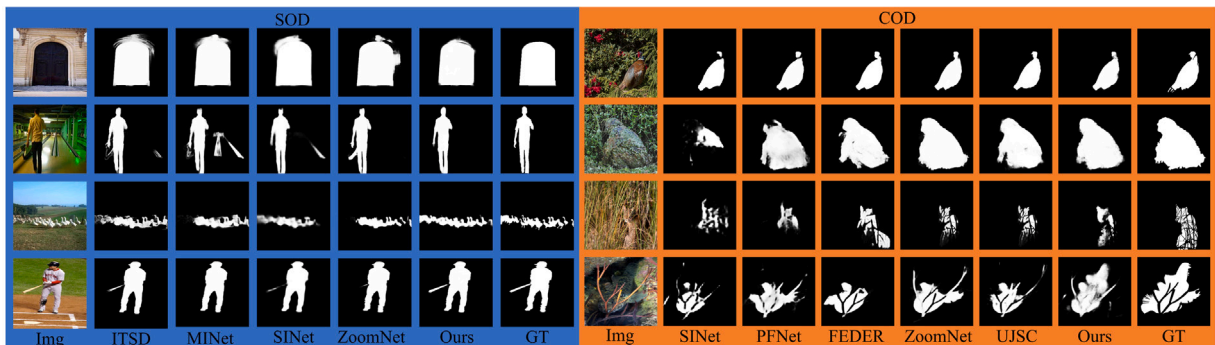 SOD
COD
Img ITSD MINet SINet ZoomNet Ours GT
Img SINet PFNet FEDER ZoomNet UJSC Ours GT